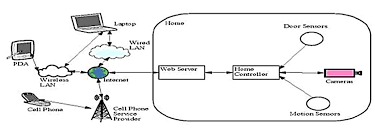 Laptop
Home
Door Sensors
Wired
LAN
PDA
Wireless
LAN
Internet
Web Server
Home
Controller
Cameras
Cell Phone
Cell Phone
Service
Provider
Motion Sensors